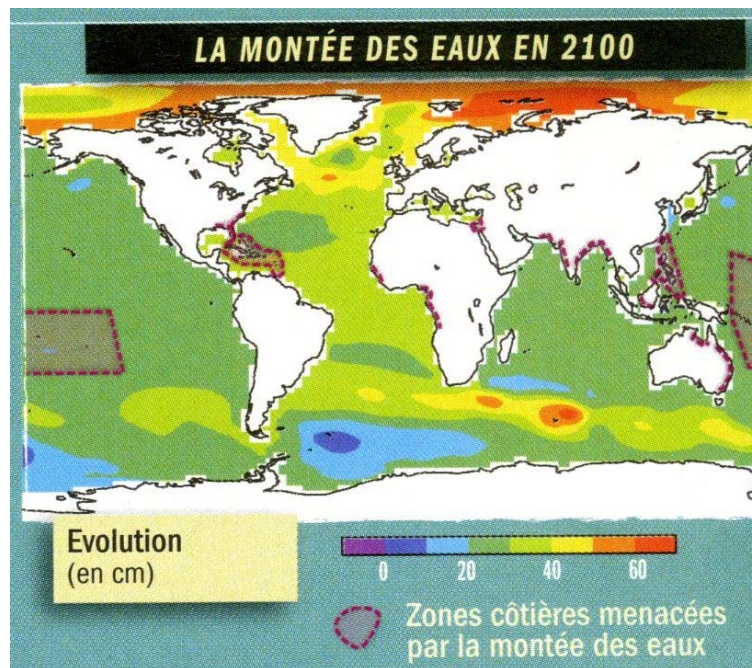 LA MONTÉE DES EAUX EN 2100
Evolution
(en cm)
0 20 40 60
Zones côtières menacées
par la montée des eaux